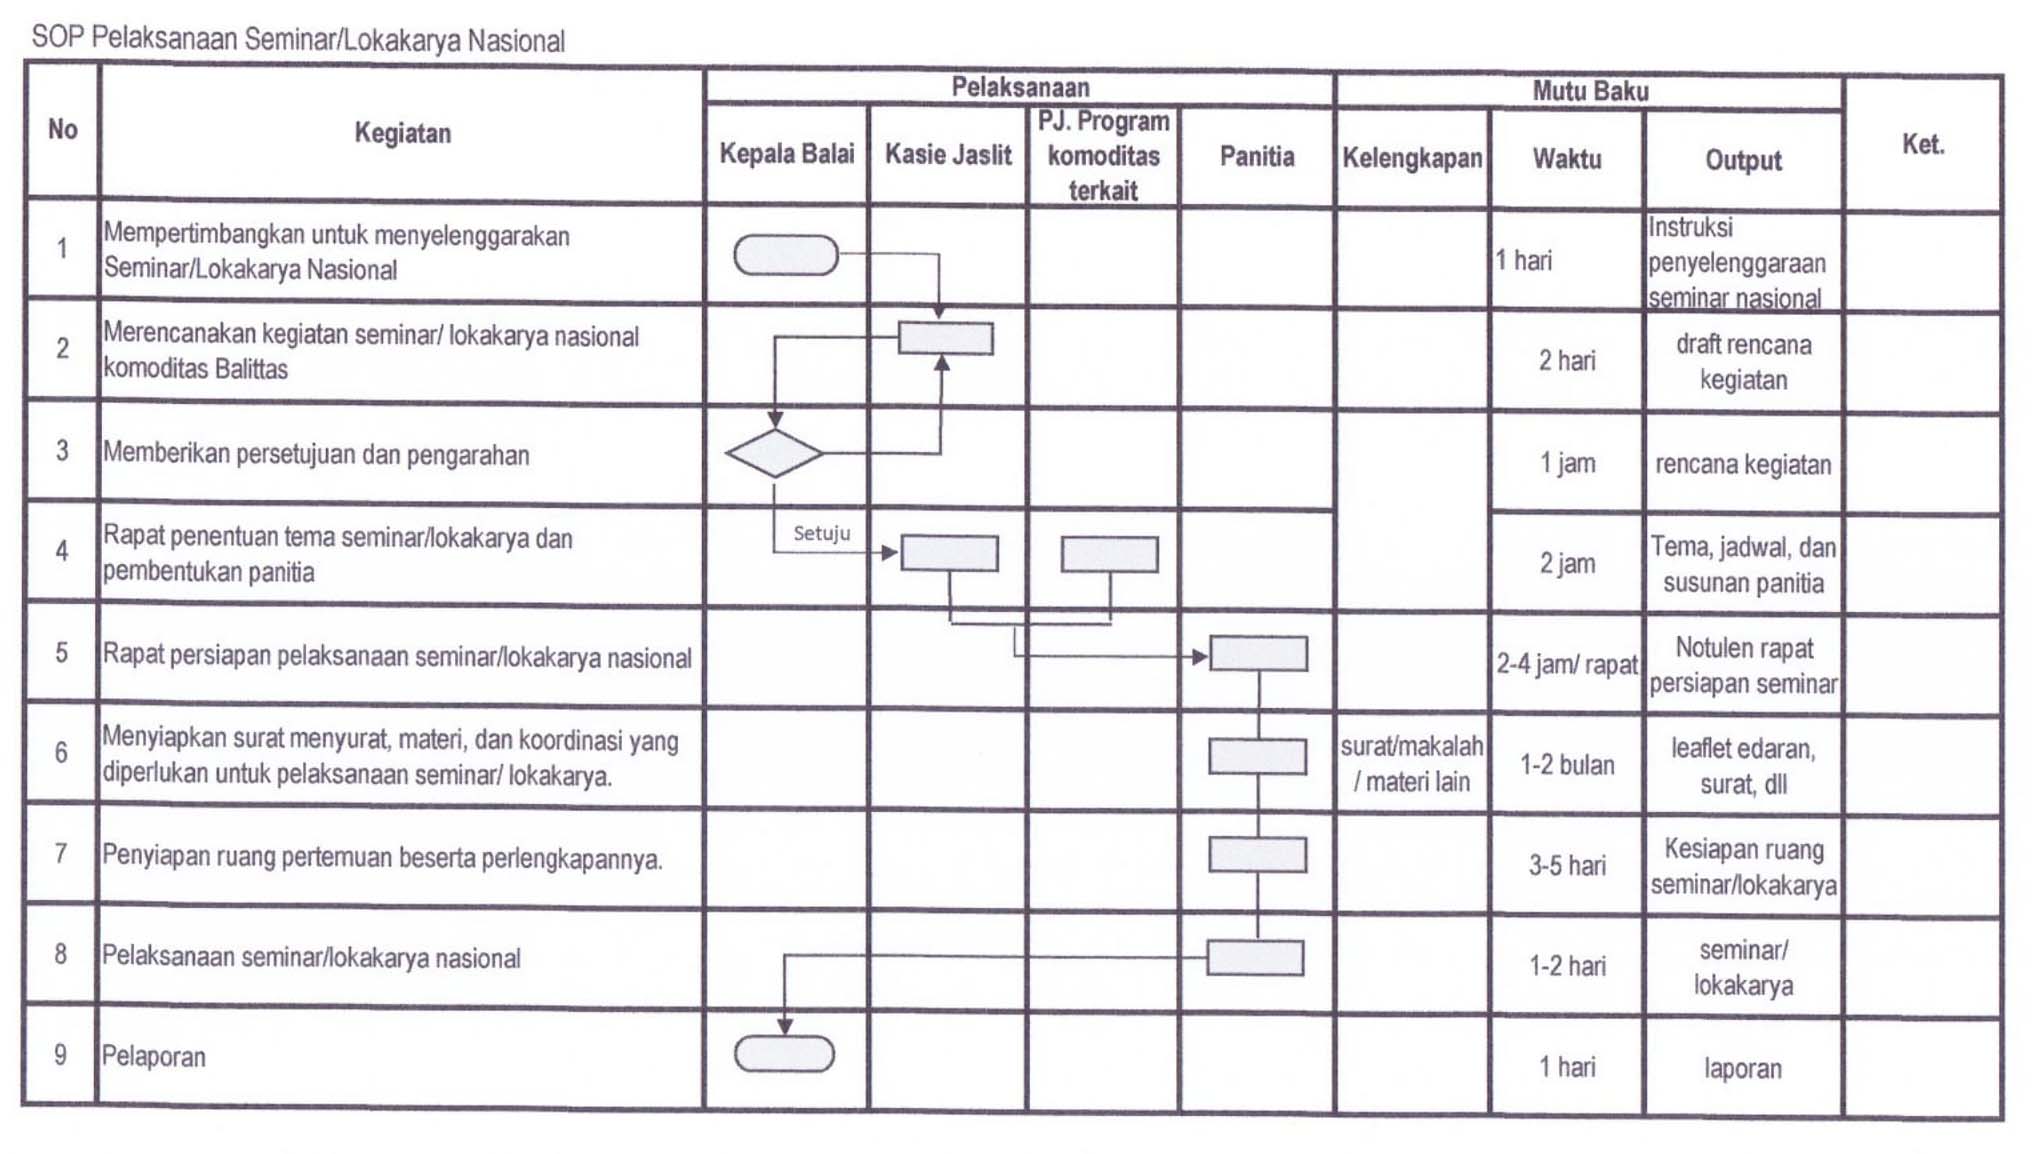 SOP Pelaksanaan Seminar/Lokakarya Nasional
No
Kegiatan
Pelaksanaan
Mutu Baku
Ket.
Kepala Balai
Kasie Jaslit
PJ. Program
komoditas
terkait
Panitia
Kelengkapan
Waktu
Output
1
Mempertimbangkan untuk menyelenggarakan
Seminar/Lokakarya Nasional
1 hari
Instruksi
penyelenggaraan
seminar nasional
2
Merencanakan kegiatan seminar/ lokakarya nasional
komoditas Balittas
2 hari
draft rencana
kegiatan
3
Memberikan persetujuan dan pengarahan
1 jam
rencana kegiatan
4
Rapat penentuan tema seminar/lokakarya dan
pembentukan panitia
Setuju
2 jam
Tema, jadwal, dan
susunan panitia
5
Rapat persiapan pelaksanaan seminar/lokakarya nasional
2-4 jam/ rapat
Notulen rapat
persiapan seminar
6
Menyiapkan surat menyurat, materi, dan koordinasi yang
diperlukan untuk pelaksanaan seminar/ lokakarya.
surat/makalah
/ materi lain
1-2 bulan
leaflet edaran,
surat, dll
7
Penyiapan ruang pertemuan beserta perlengkapannya.
3-5 hari
Kesiapan ruang
seminar/lokakarya
8
Pelaksanaan seminar/lokakarya nasional
1-2 hari
seminar/
lokakarya
9
Pelaporan
1 hari
laporan